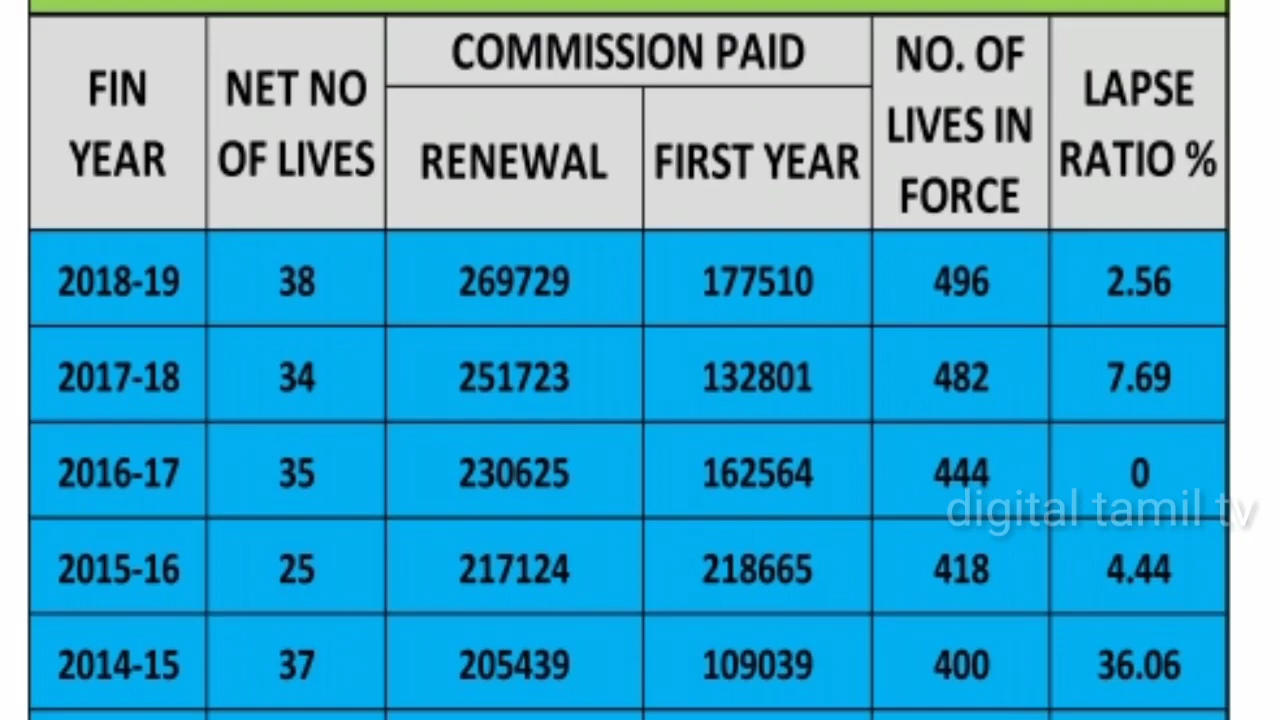 FIN YEAR NET NO OF LIVES COMMISSION PAID NO. OF LIVES IN FORCE LAPSE RATIO %
RENEWAL FIRST YEAR
2018-19 38 269729 177510 496 2.56
2017-18 34 251723 132801 482 7.69
2016-17 35 230625 162564 444 0
digital tamil tv
2015-16 25 217124 218665 418 4.44
2014-15 37 205439 109039 400 36.06